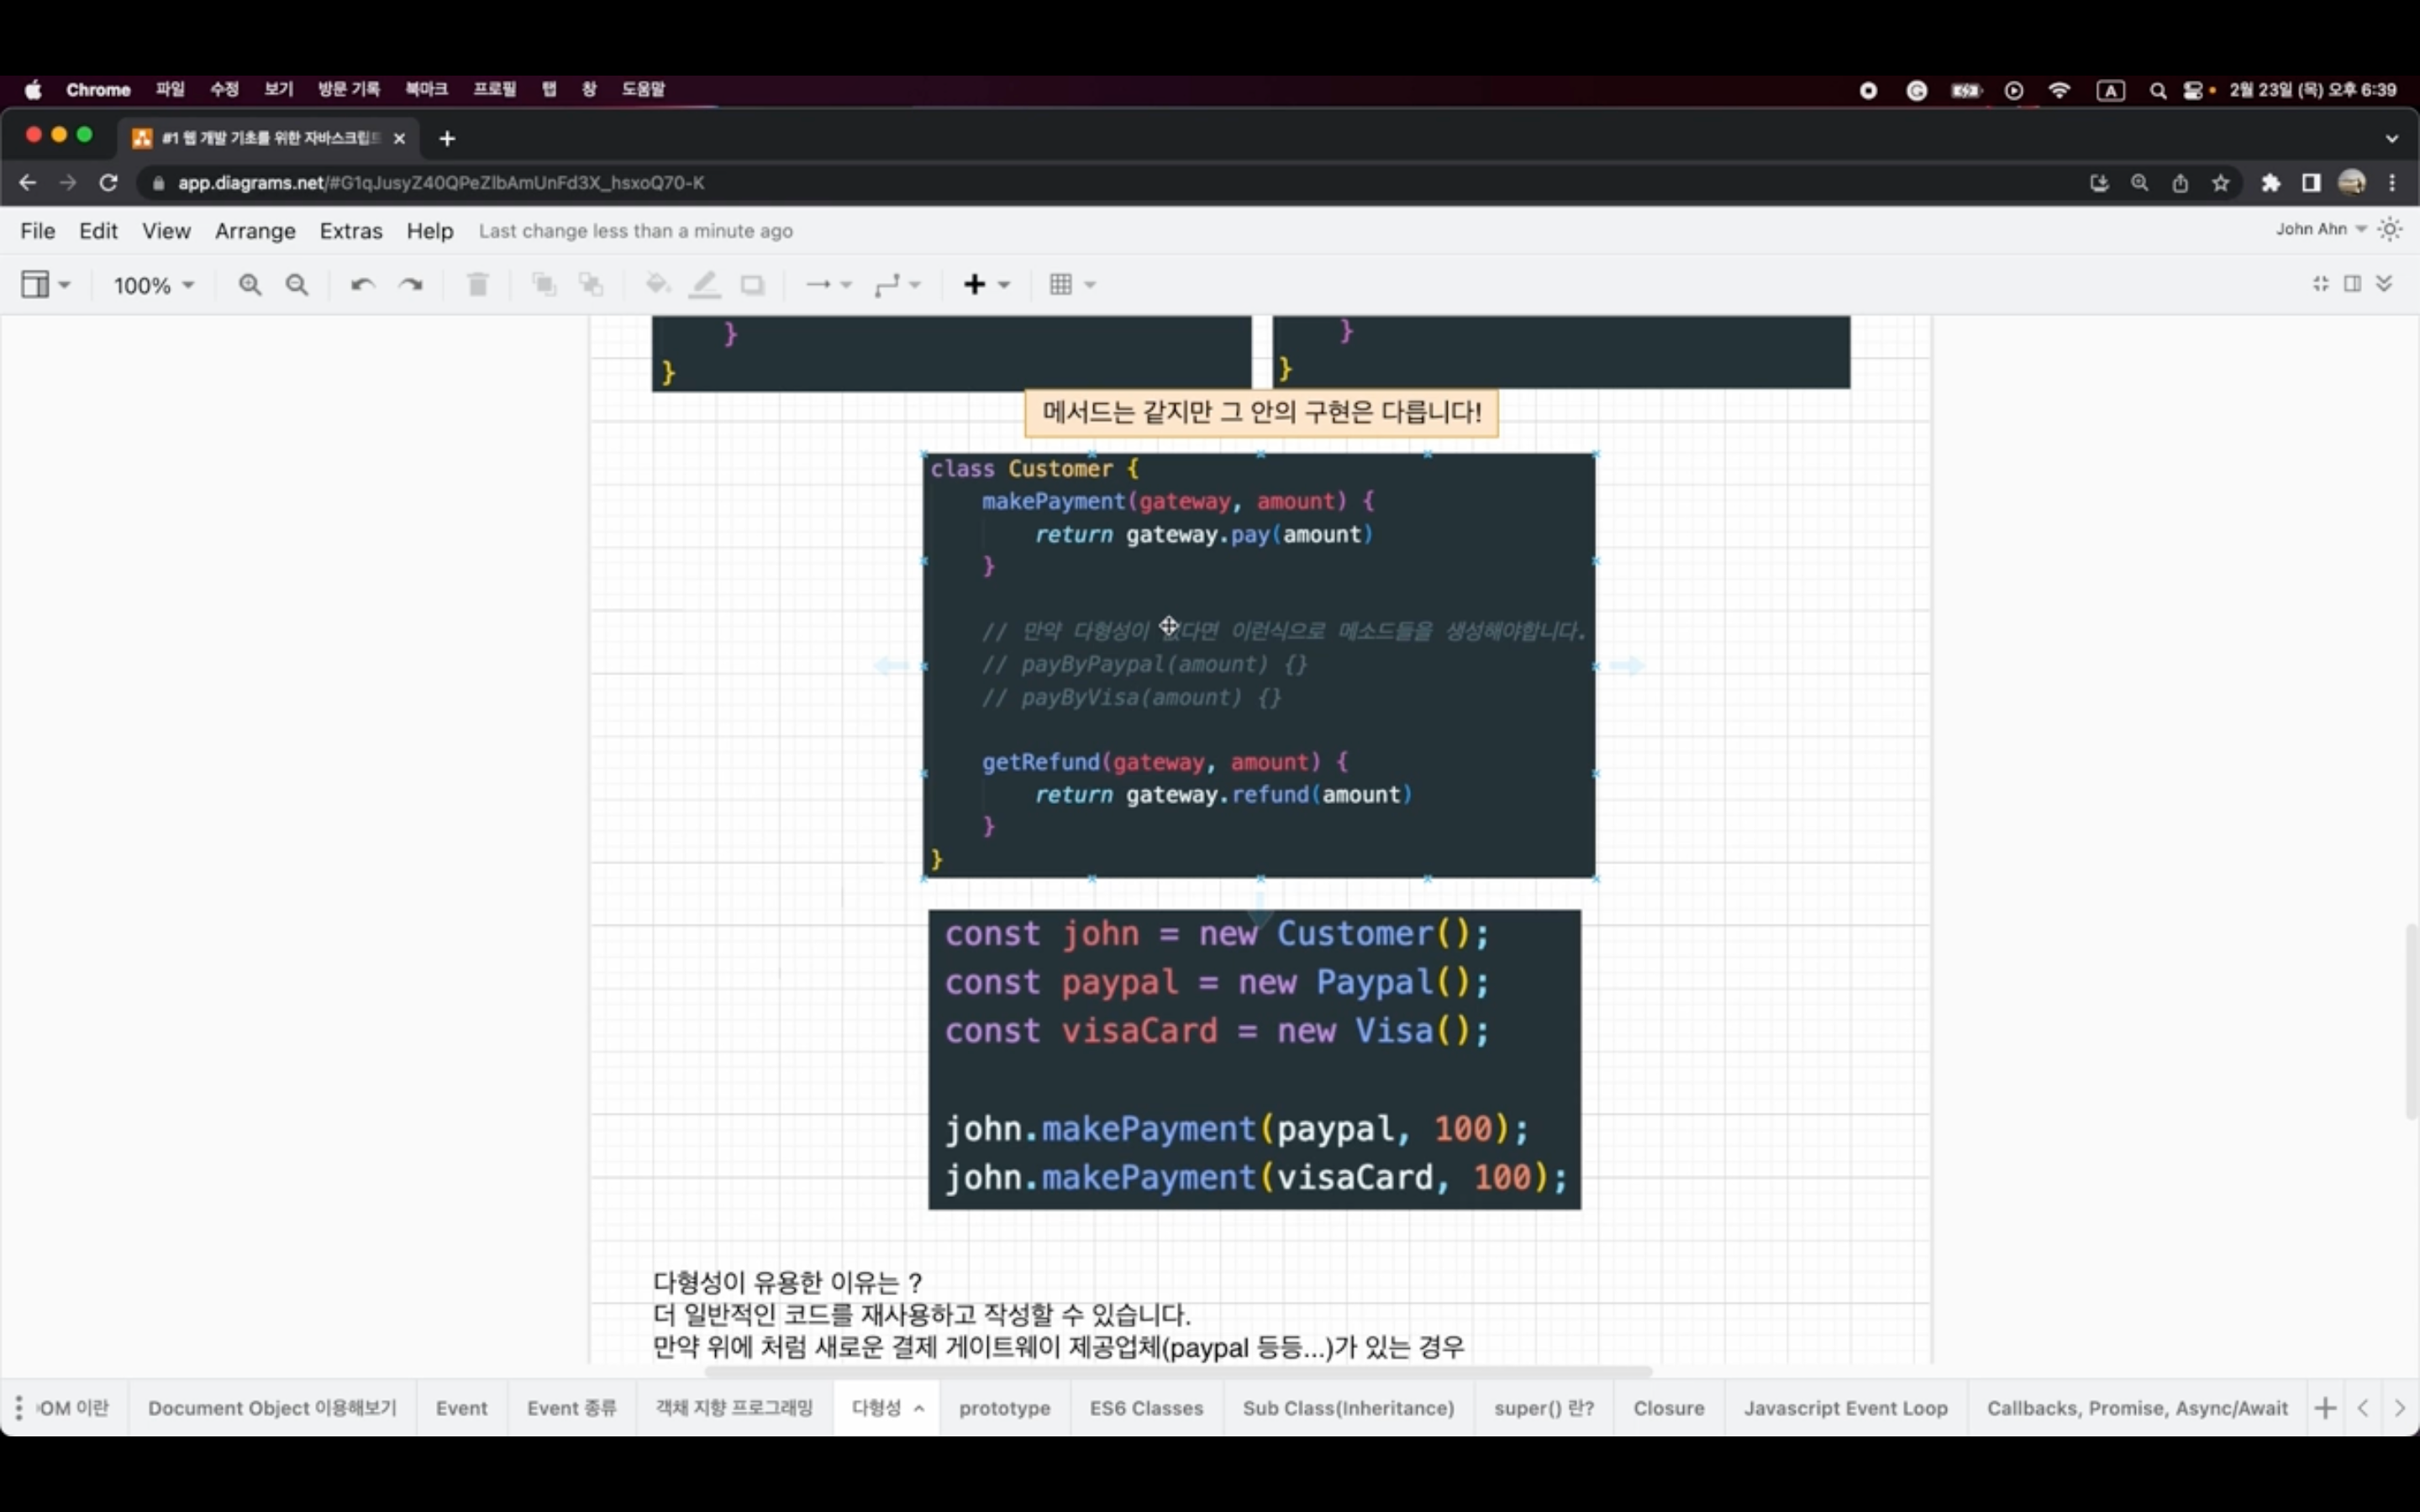 Chrome 파일 수정 보기 방문 기록 북마크 프로필 탭 창 도움말
A 2월 23일 (목) 오후 6:39
#1 웹 개발 기초를 위한 자바스크립트
app.diagrams.net/#G1qJusyZ40QPeZlbAmUnFd3X_hsxoQ70-K
File Edit View Arrange Extras Help Last change less than a minute ago
John Ahn
100%
} }
} }
메서드는 같지만 그 안의 구현은 다릅니다!
class Customer {
makePayment(gateway, amount) {
return gateway.pay(amount)
}
// 만약 다형성이 없다면 이런식으로 메소드들을 생성해야합니다.
// payByPaypal(amount) {}
// payByVisa(amount) {}
getRefund(gateway, amount) {
return gateway.refund(amount)
}
}
const john = new Customer();
const paypal = new Paypal();
const visaCard = new Visa();
john.makePayment(paypal, 100);
john.makePayment(visaCard, 100);
다형성이 유용한 이유는 ?
더 일반적인 코드를 재사용하고 작성할 수 있습니다.
만약 위에 처럼 새로운 결제 게이트웨이 제공업체(paypal 등등...)가 있는 경우
OM 이란 Document Object 이용해보기 Event Event 종류 객체 지향 프로그래밍 다형성 prototype ES6 Classes Sub Class(Inheritance) super() 란? Closure Javascript Event Loop Callbacks, Promise, Async/Await